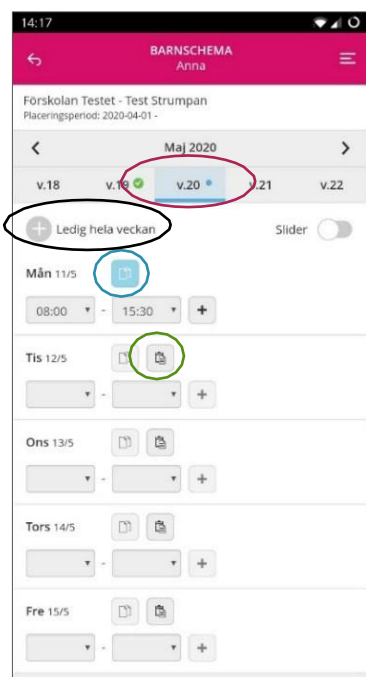 14:17
BARNSCHEMA
Anna
Förskolan Testet - Test Strumpan
Placeringsperiod: 2020-04-01 -
Maj 2020
v.18 v.19 v.20 v.21 v.22
Ledig hela veckan Slider
Mån 11/5
08:00 - 15:30 +
Tis 12/5
- +
Ons 13/5
- +
Tors 14/5
- +
Fre 15/5
- +